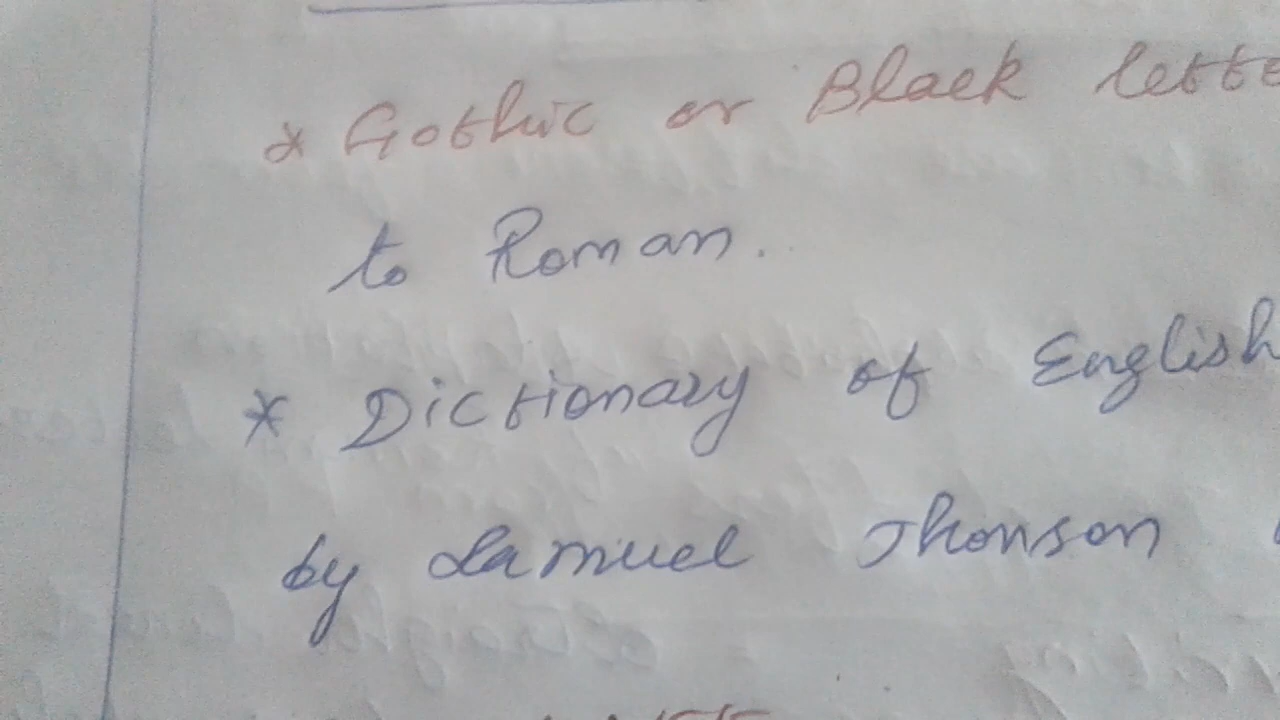 * Gothic or Black lette
to Roman.
* Dictionary of English
by Samuel Jhonson